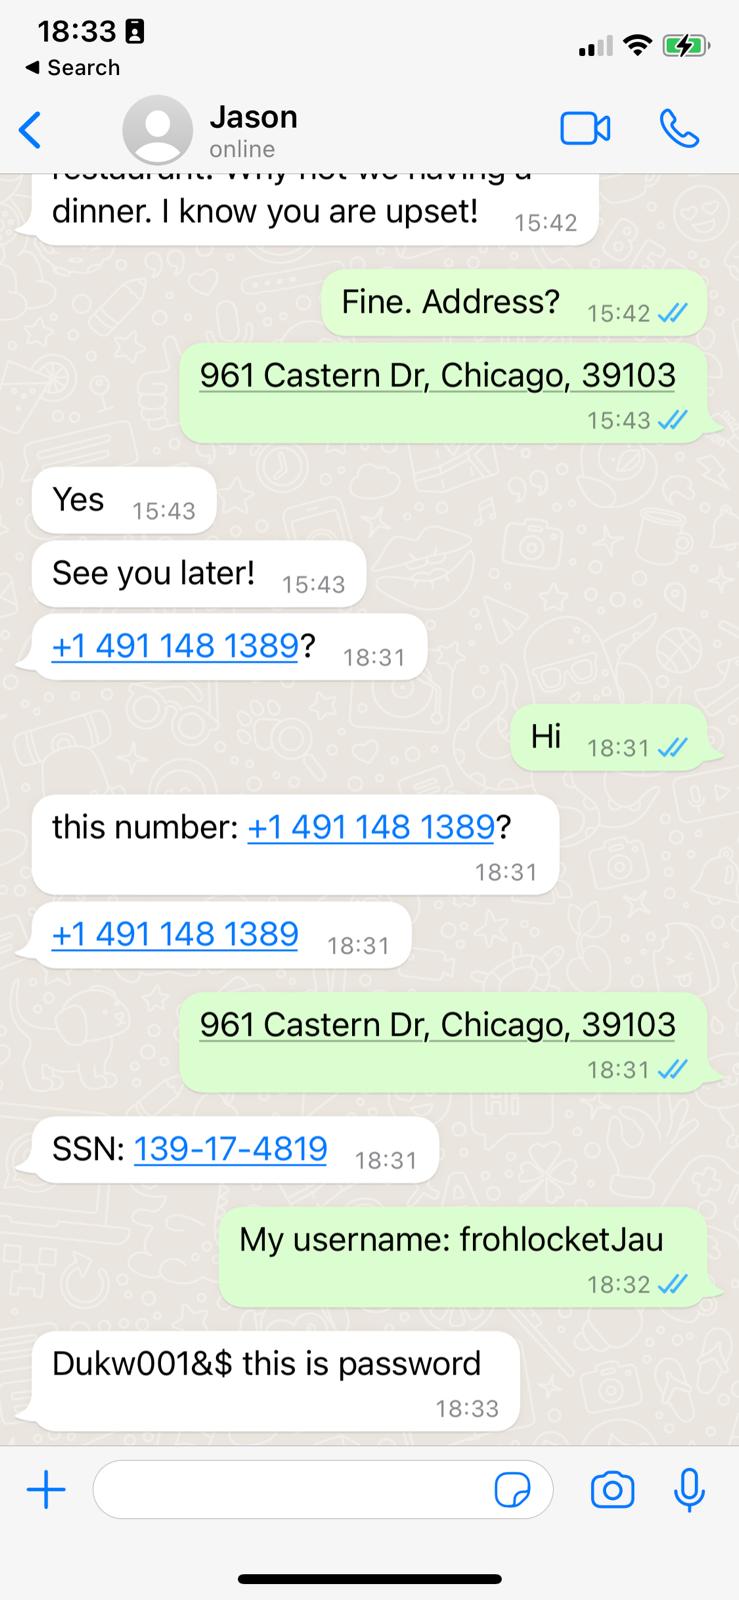 18:33
◀ Search
Jason
online
dinner. I know you are upset! 15:42
Fine. Address? 15:42
961 Castern Dr, Chicago, 39103
15:43
Yes 15:43
See you later! 15:43
+1 491 148 1389? 18:31
Hi 18:31
this number: +1 491 148 1389?
18:31
+1 491 148 1389 18:31
961 Castern Dr, Chicago, 39103
18:31
SSN: 139-17-4819 18:31
My username: frohlocketJau
18:32
Dukw001&$ this is password
18:33